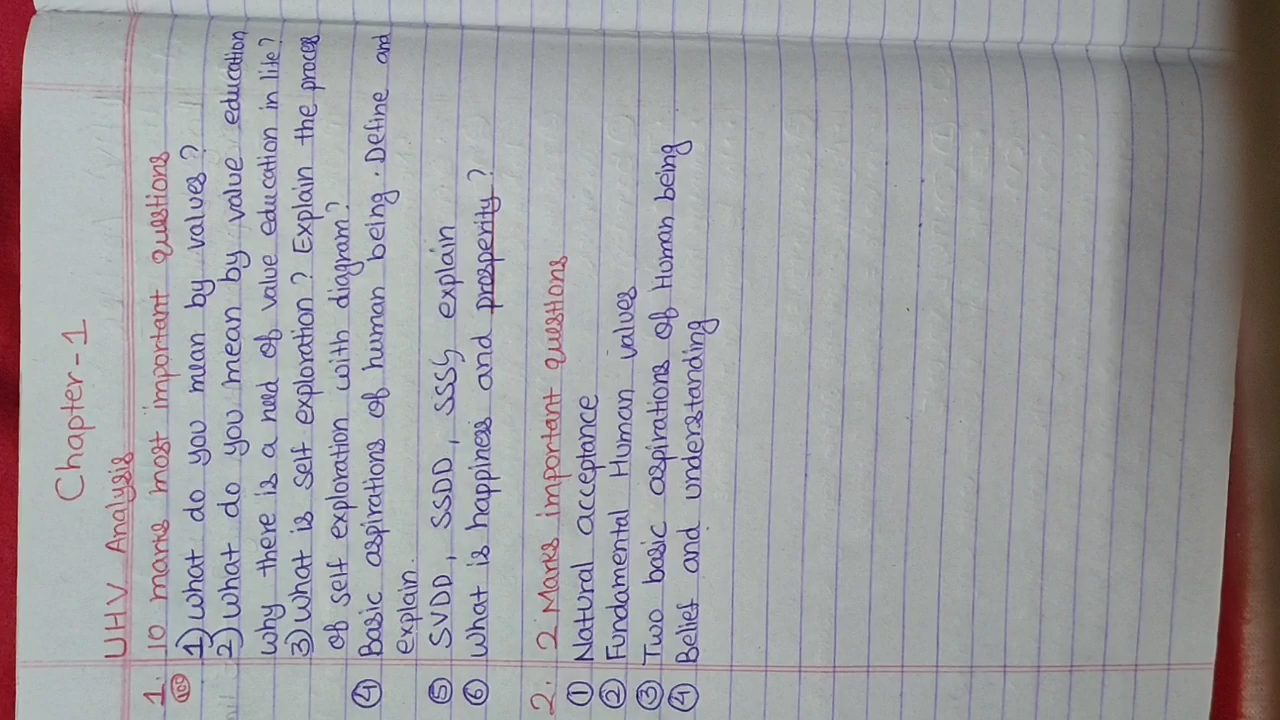 Chapter-1
UHV Analysis
1. 10 marks most important questions
100 1) What do you mean by values?
2) What do you mean by value education
why there is a need of value education in life?
3) What is self exploration? Explain the process
of self exploration with diagram?
④ Basic aspirations of human being. Define and
explain.
⑤ SVDD, SSDD, SSSS explain
⑥ What is happiness and prosperity?
2. 2 Marks important questions
① Natural acceptance
② Fundamental Human values
③ Two basic aspirations of Human being
④ Belief and understanding